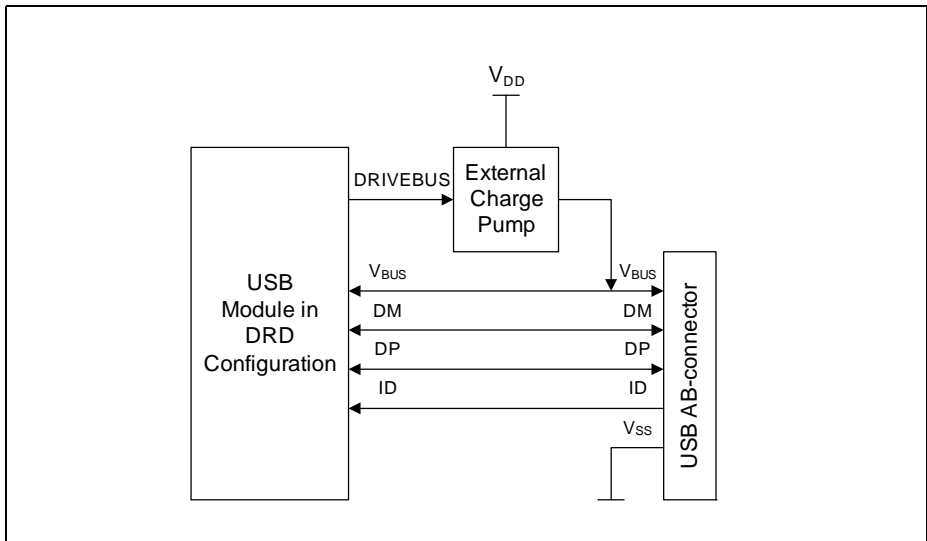 VDD
DRIVEBUS
External
Charge
Pump
USB
Module in
DRD
Configuration
VBUS
VBUS
DM
DM
DP
DP
ID
ID
VSS
USB AB-connector